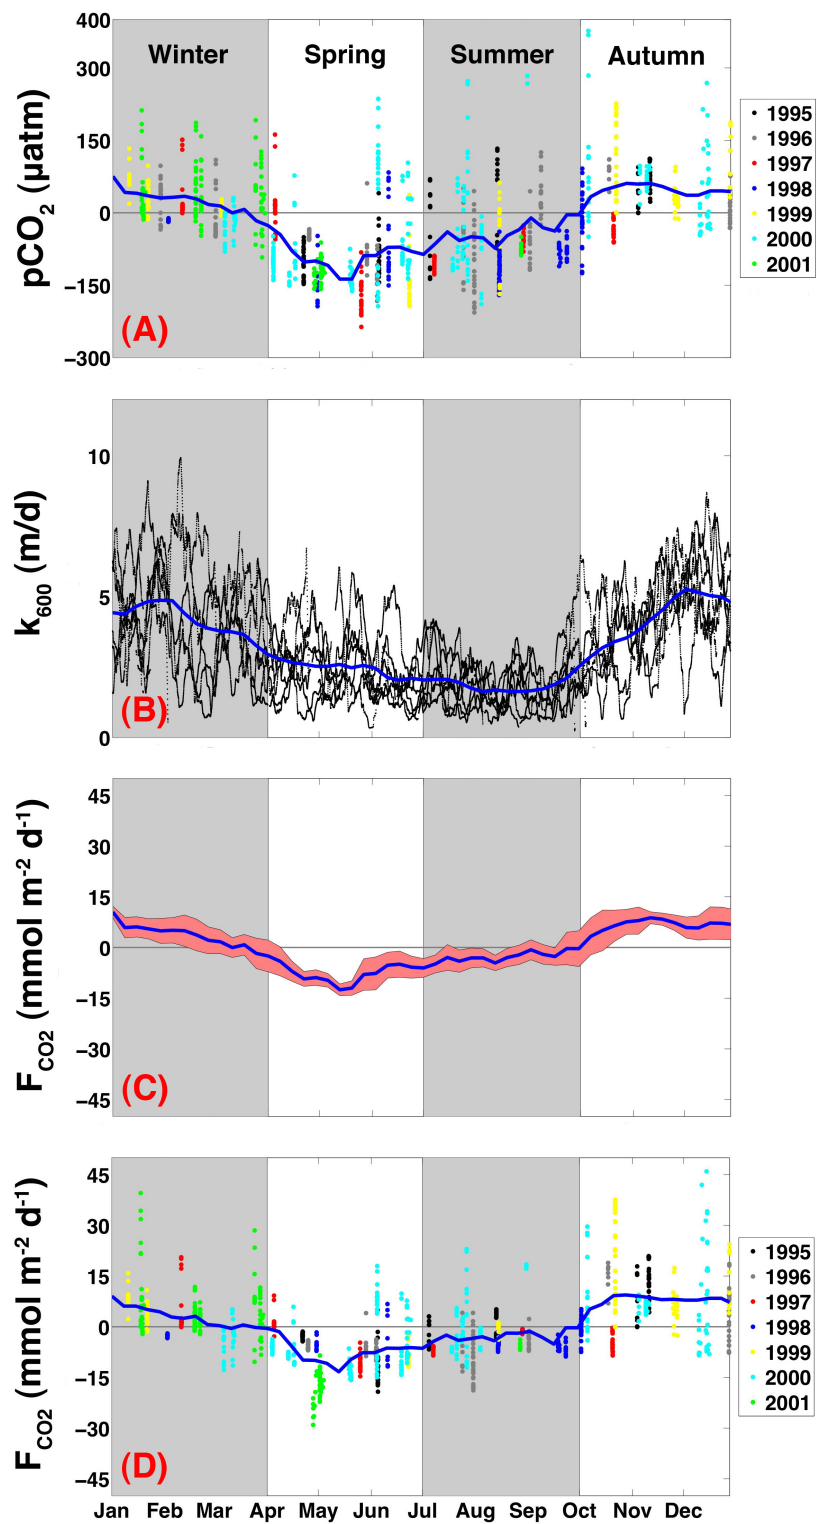 400
300
150
0
−150
−300
pCO2 (µatm)
Winter
Spring
Summer
Autumn
(A)
1995
1996
1997
1998
1999
2000
2001
10
5
0
k600 (m/d)
(B)
45
30
15
0
−15
−30
−45
FCO2 (mmol m-2 d-1)
(C)
45
30
15
0
−15
−30
−45
FCO2 (mmol m-2 d-1)
(D)
1995
1996
1997
1998
1999
2000
2001
Jan Feb Mar Apr May Jun Jul Aug Sep Oct Nov Dec